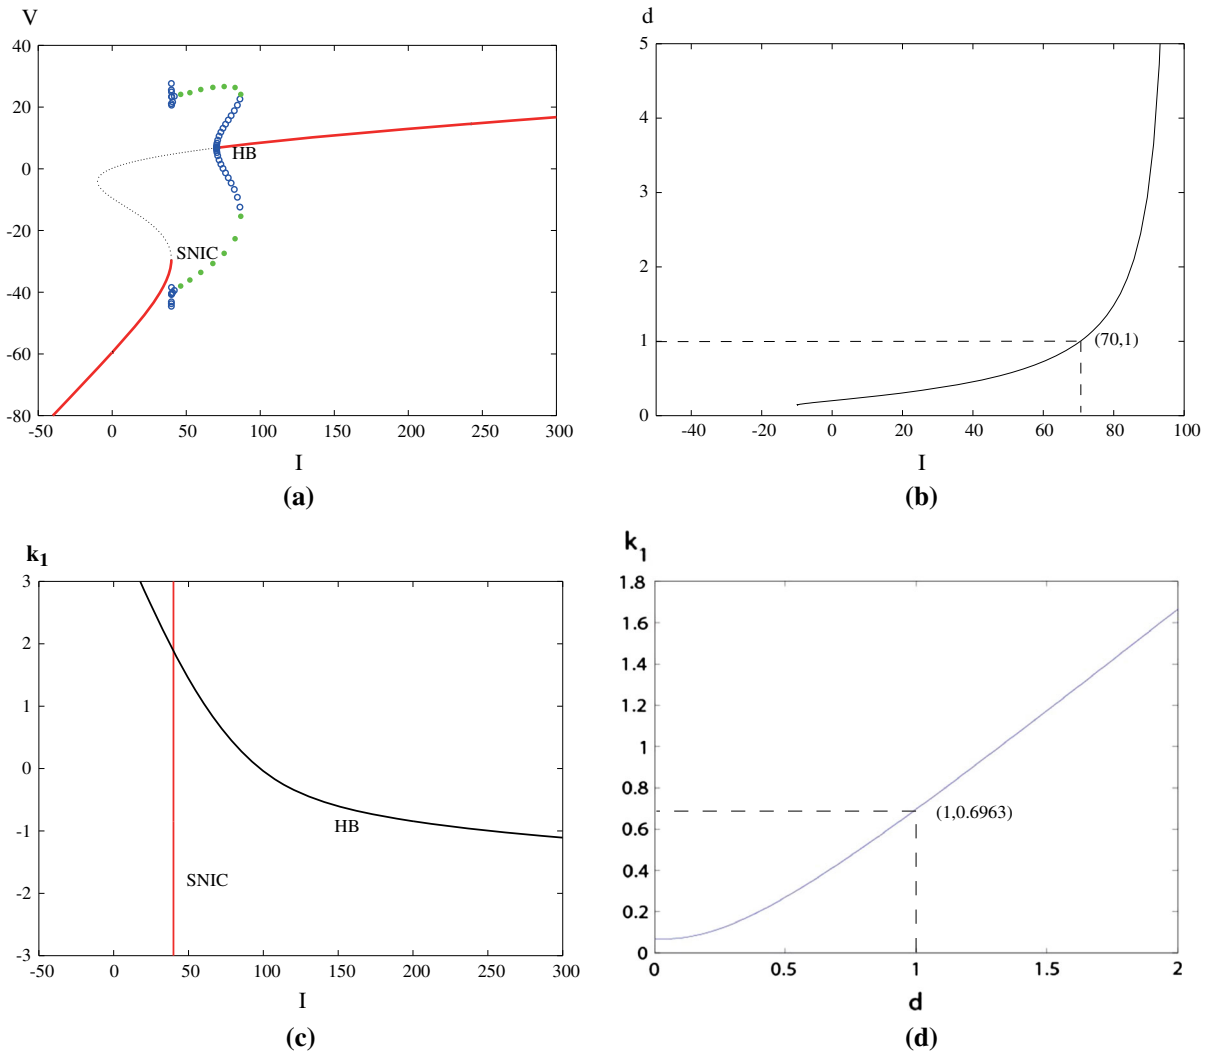 V
40
20
0
-20
-40
-60
-80
HB
SNIC
-50 0 50 100 150 200 250 300
I
(a)
d
5
4
3
2
1
0
(70,1)
-40 -20 0 20 40 60 80 100
I
(b)
k1
3
2
1
0
-1
-2
-3
HB
SNIC
-50 0 50 100 150 200 250 300
I
(c)
k1
1.8
1.6
1.4
1.2
1
0.8
0.6
0.4
0.2
0
(1,0.6963)
0 0.5 1 1.5 2
d
(d)